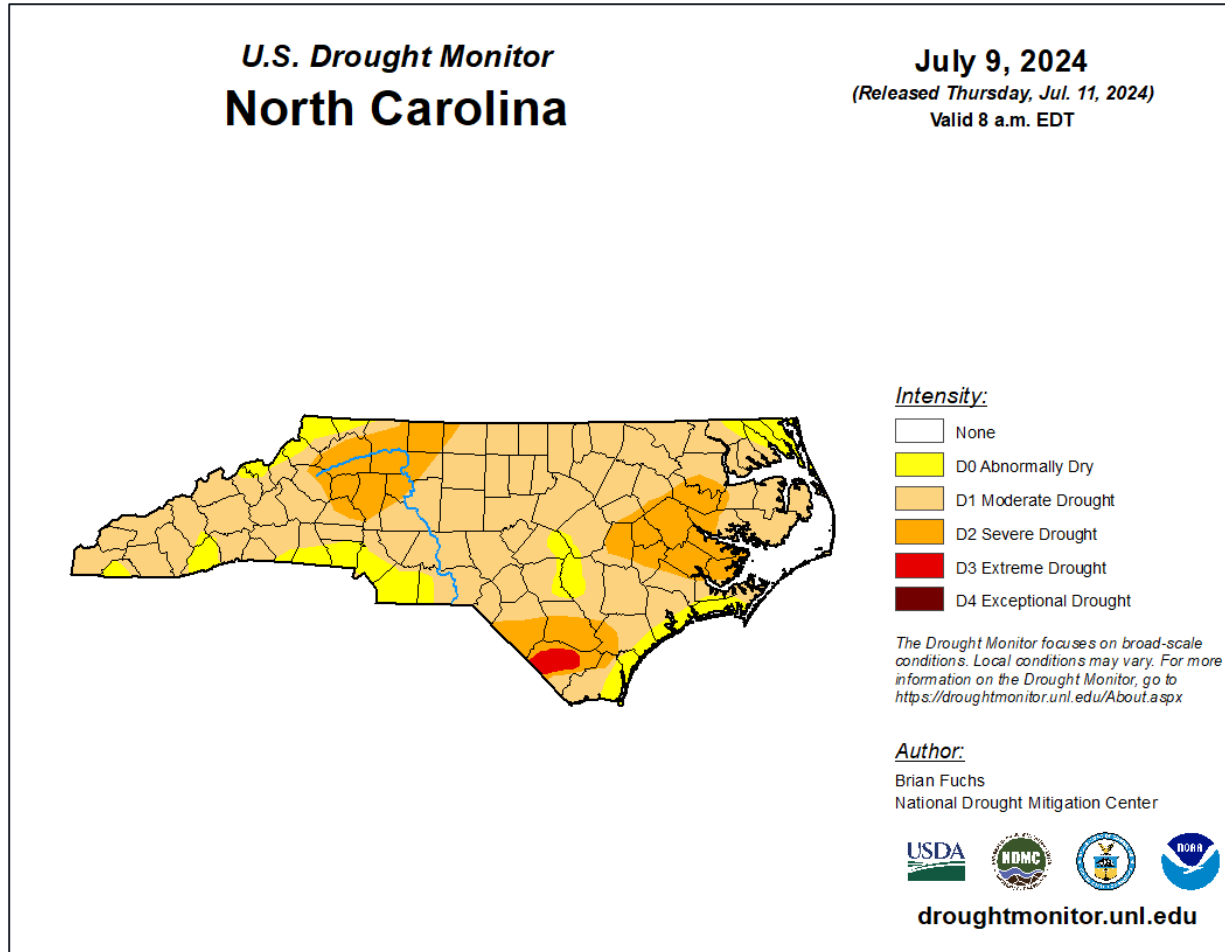 U.S. Drought Monitor
North Carolina
July 9, 2024
(Released Thursday, Jul. 11, 2024)
Valid 8 a.m. EDT
Intensity:
None
D0 Abnormally Dry
D1 Moderate Drought
D2 Severe Drought
D3 Extreme Drought
D4 Exceptional Drought
The Drought Monitor focuses on broad-scale
conditions. Local conditions may vary. For more
information on the Drought Monitor, go to
https://droughtmonitor.unl.edu/About.aspx
Author:
Brian Fuchs
National Drought Mitigation Center
USDA
NDMC
NOAA
droughtmonitor.unl.edu